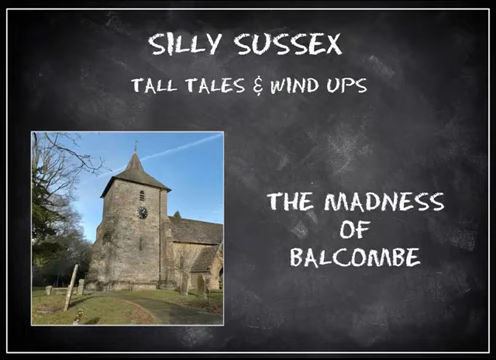 SILLY SUSSEX
TALL TALES & WIND UPS
THE MADNESS
OF
BALCOMBE